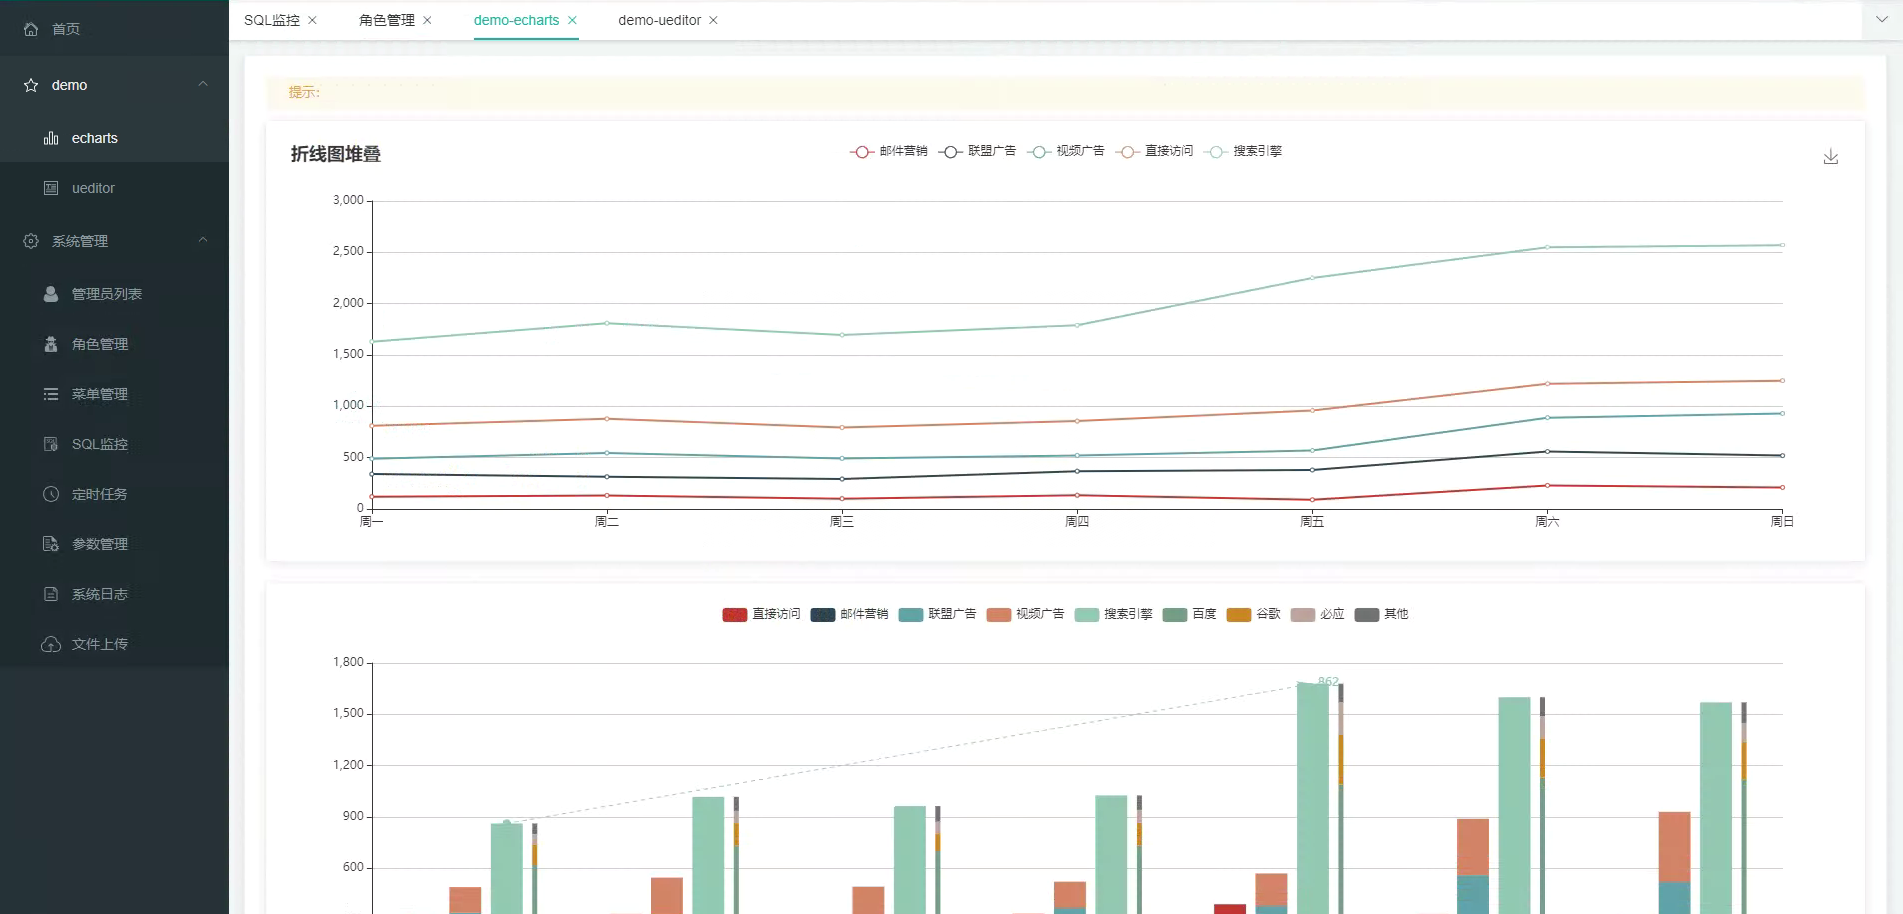 首页
demo
echarts
ueditor
系统管理
管理员列表
角色管理
菜单管理
SQL监控
定时任务
参数管理
系统日志
文件上传
SQL监控 角色管理 demo-echarts demo-ueditor
提示:
折线图堆叠
邮件营销 联盟广告 视频广告 直接访问 搜索引擎
3,000
2,500
2,000
1,500
1,000
500
0
周一 周二 周三 周四 周五 周六 周日
直接访问 邮件营销 联盟广告 视频广告 搜索引擎 百度 谷歌 必应 其他
1,800
862
1,500
1,200
900
600